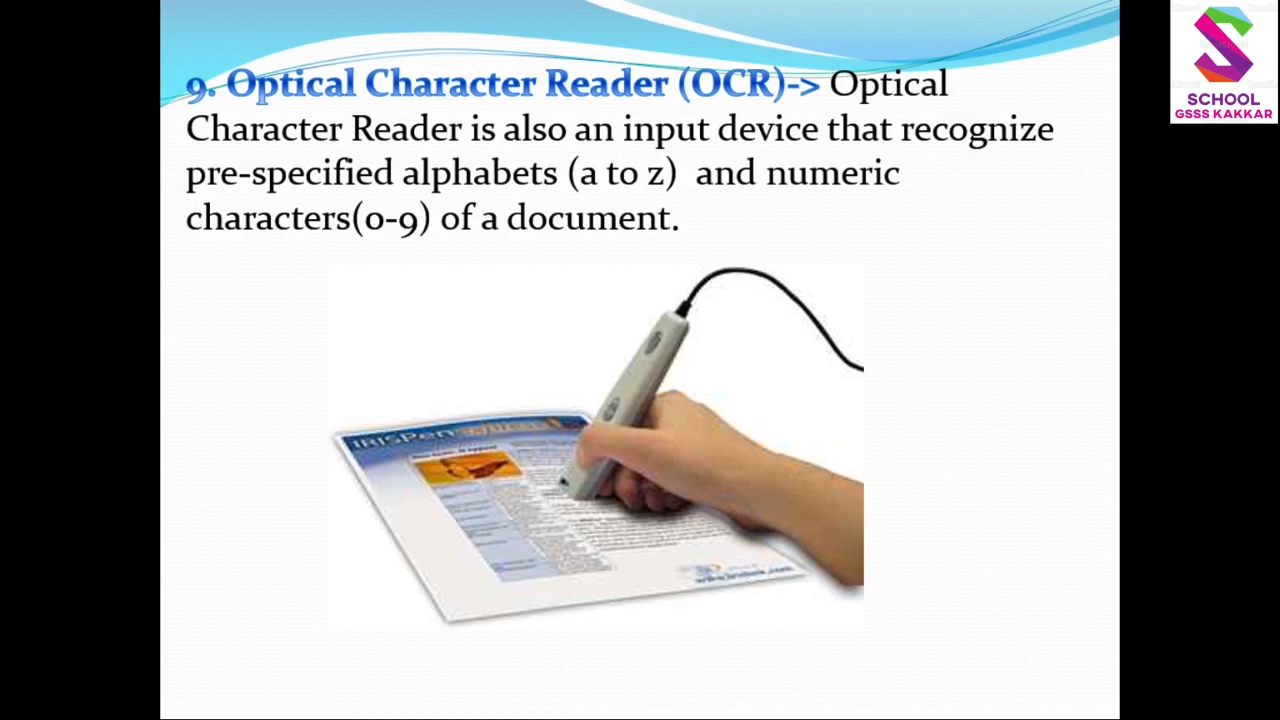 9. Optical Character Reader (OCR)-> Optical
Character Reader is also an input device that recognize
pre-specified alphabets (a to z) and numeric
characters(0-9) of a document.
SCHOOL
GSSS KAKKAR
IRISPen